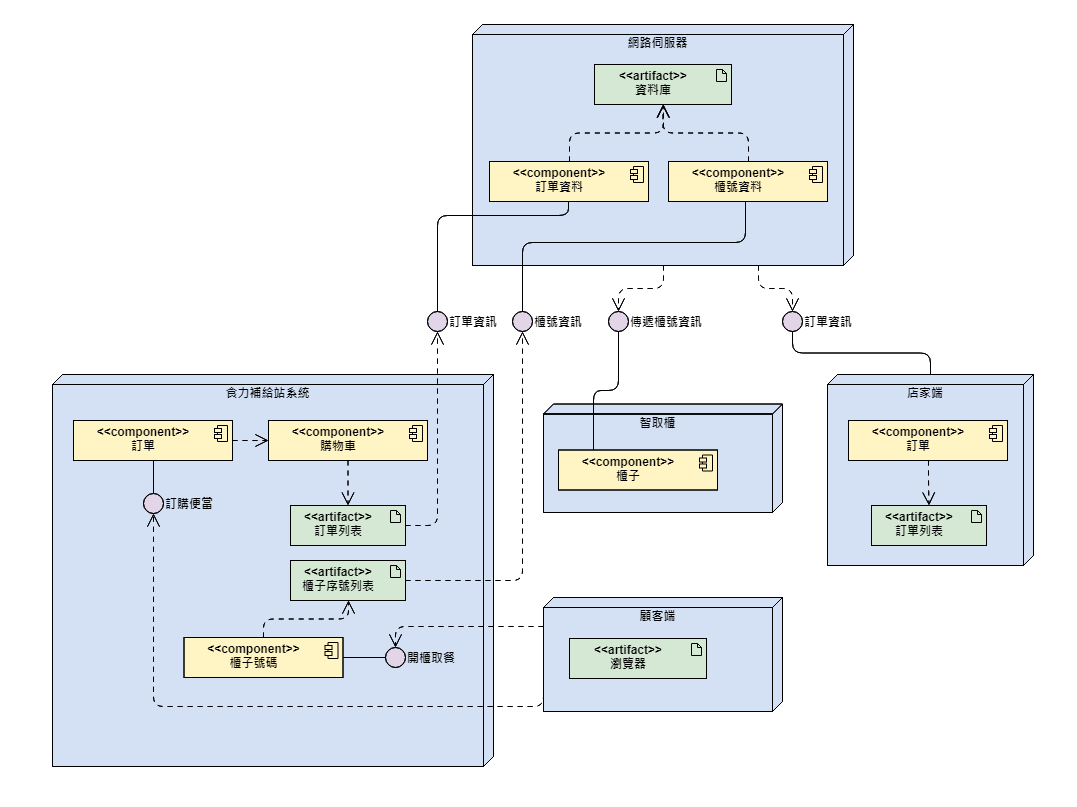 網路伺服器
<<artifact>>
資料庫
<<component>>
訂單資料
<<component>>
櫃號資料
訂單資訊
櫃號資訊
傳遞櫃號資訊
訂單資訊
食力補給站系統
<<component>>
訂單
<<component>>
購物車
訂購便當
<<artifact>>
訂單列表
<<artifact>>
櫃子序號列表
<<component>>
櫃子號碼
開櫃取餐
智取櫃
<<component>>
櫃子
店家端
<<component>>
訂單
<<artifact>>
訂單列表
顧客端
<<artifact>>
瀏覽器